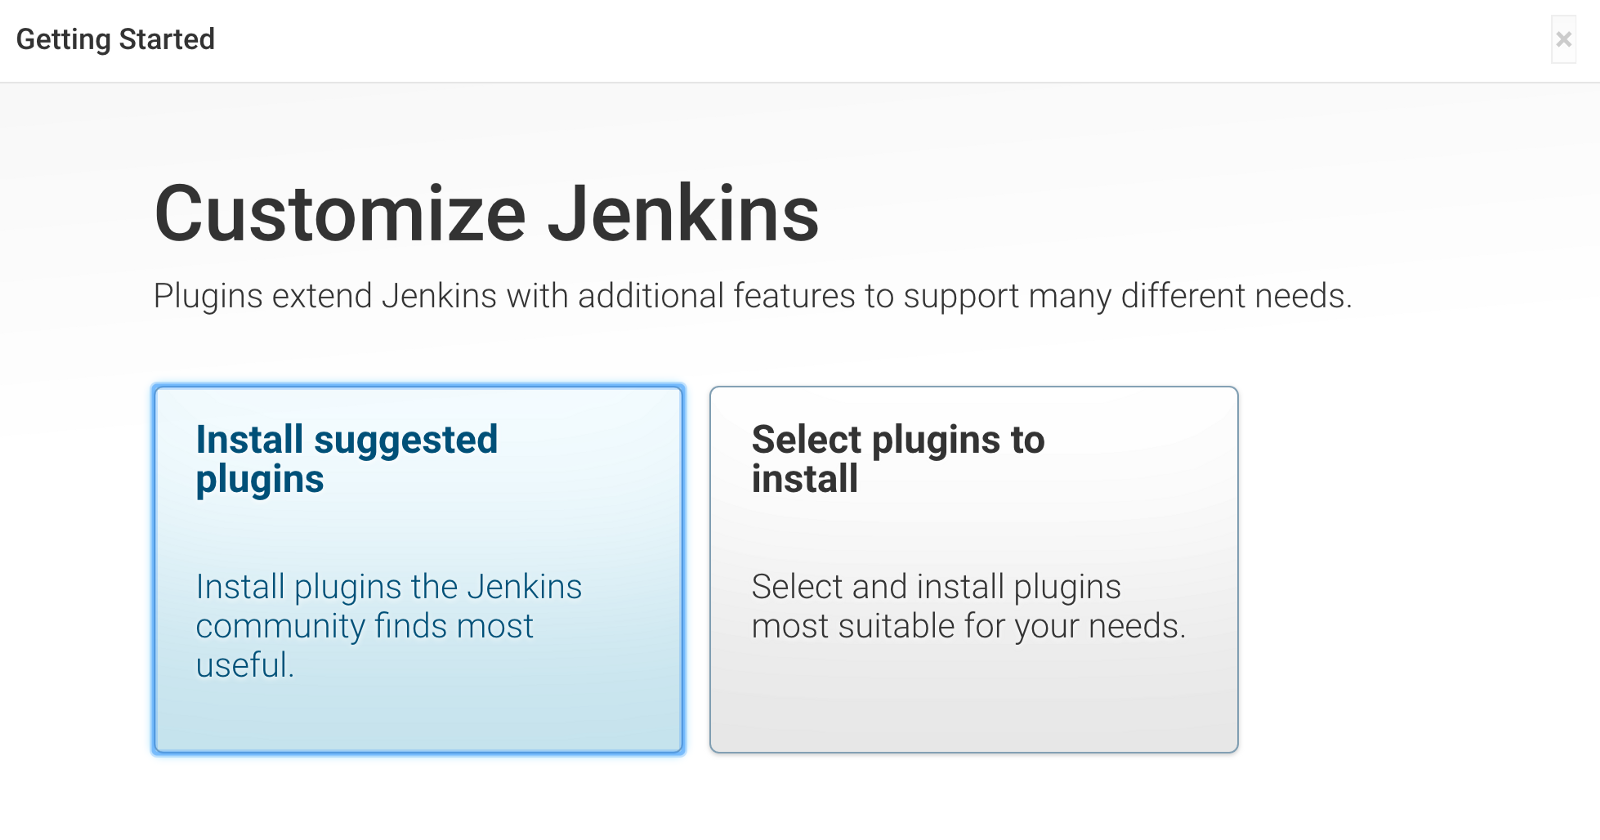 Getting Started
×
Customize Jenkins
Plugins extend Jenkins with additional features to support many different needs.
Install suggested
plugins
Install plugins the Jenkins
community finds most
useful.
Select plugins to
install
Select and install plugins
most suitable for your needs.